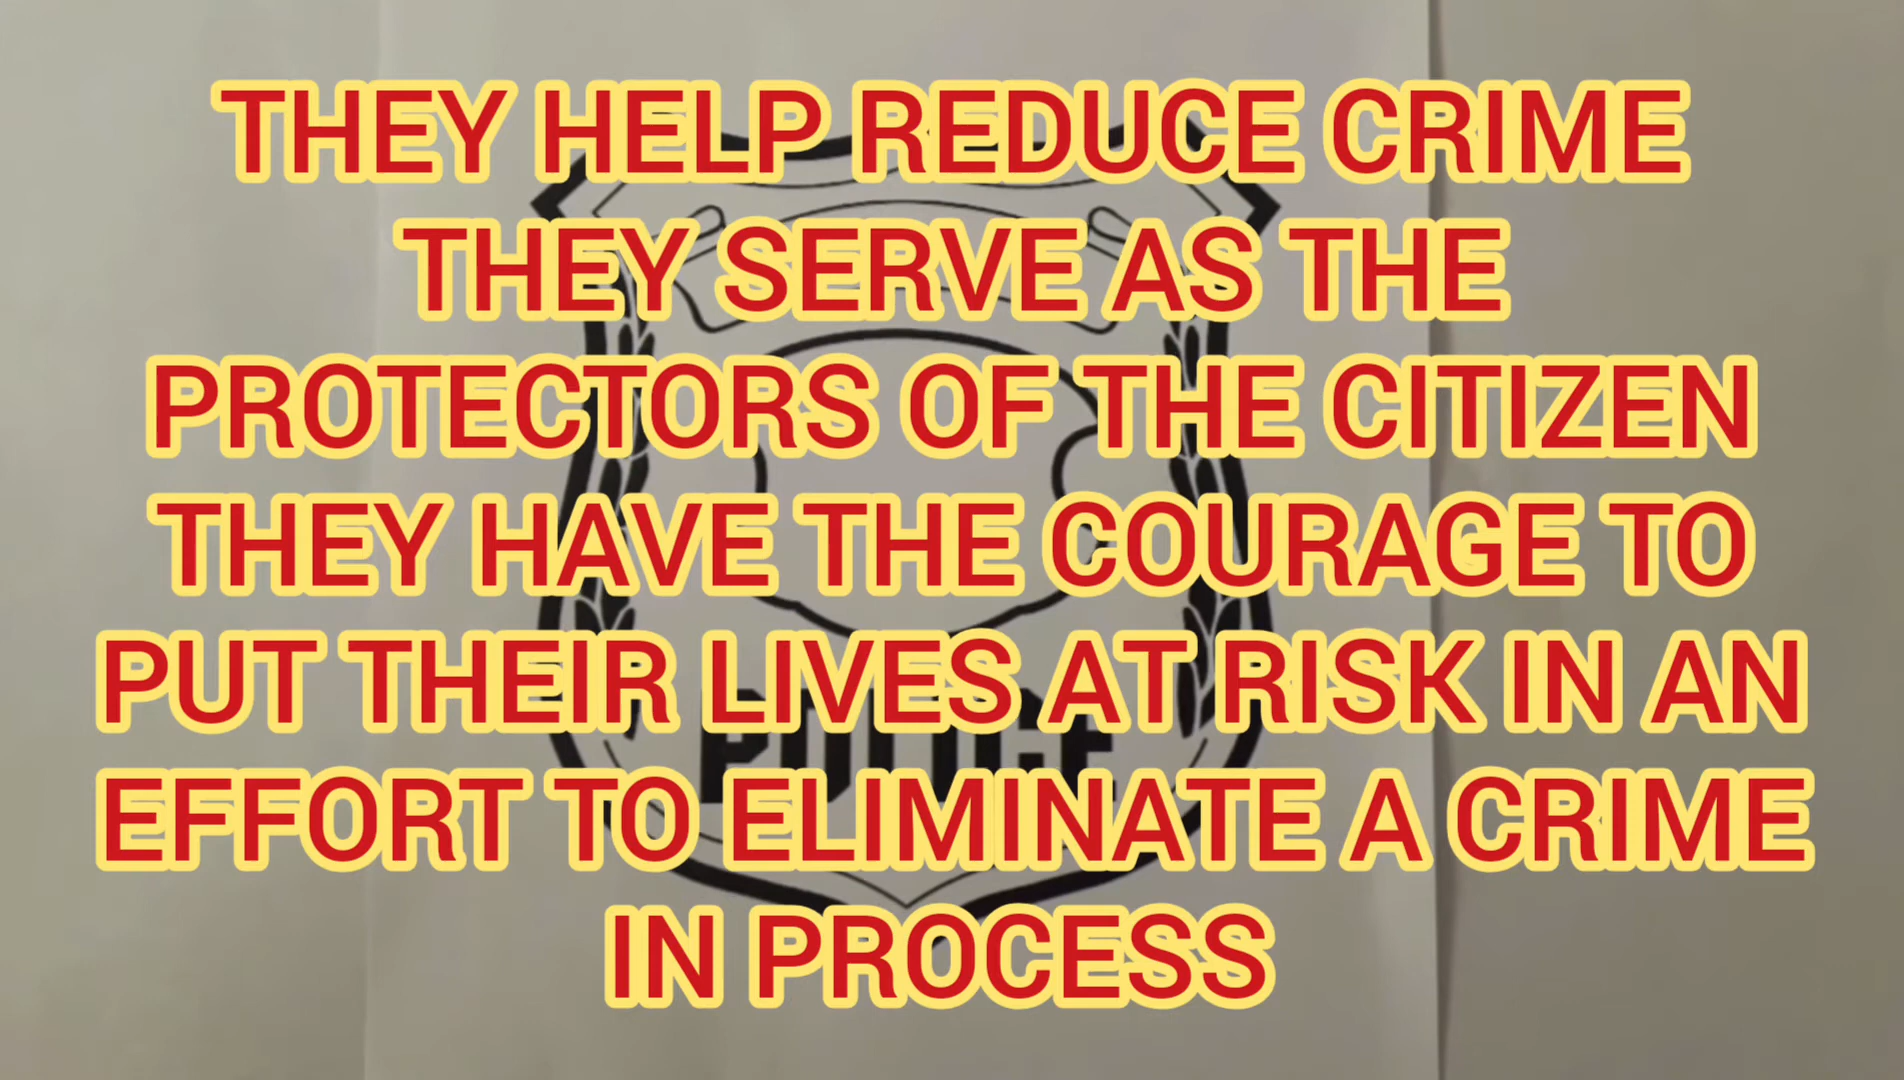 THEY HELP REDUCE CRIME
THEY SERVE AS THE
PROTECTORS OF THE CITIZEN
THEY HAVE THE COURAGE TO
PUT THEIR LIVES AT RISK IN AN
EFFORT TO ELIMINATE A CRIME
IN PROCESS
POLICE